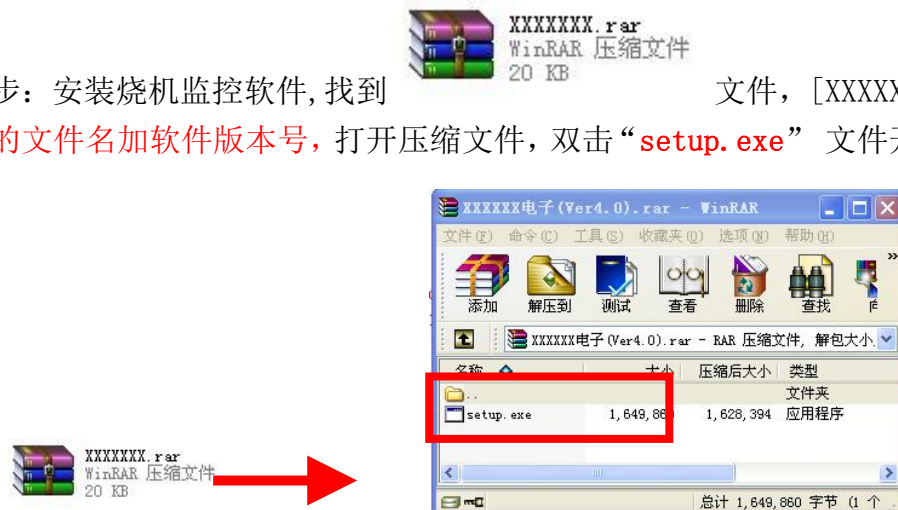 XXXXXXX.rar
WinRAR 压缩文件
20 KB
步：安装烧机监控软件,找到 文件，[XXXXX
的文件名加软件版本号，打开压缩文件，双击“setup.exe” 文件开
XXXXXX电子(Ver4.0).rar - WinRAR
文件(F) 命令(C) 工具(S) 收藏夹(O) 选项(N) 帮助(H)
添加 解压到 测试 查看 删除 查找
XXXXXX电子(Ver4.0).rar - RAR 压缩文件, 解包大小
名称 大小 压缩后大小 类型
.. 文件夹
setup.exe 1,649,860 1,628,394 应用程序
XXXXXXX.rar
WinRAR 压缩文件
20 KB
总计 1,649,860 字节 (1 个